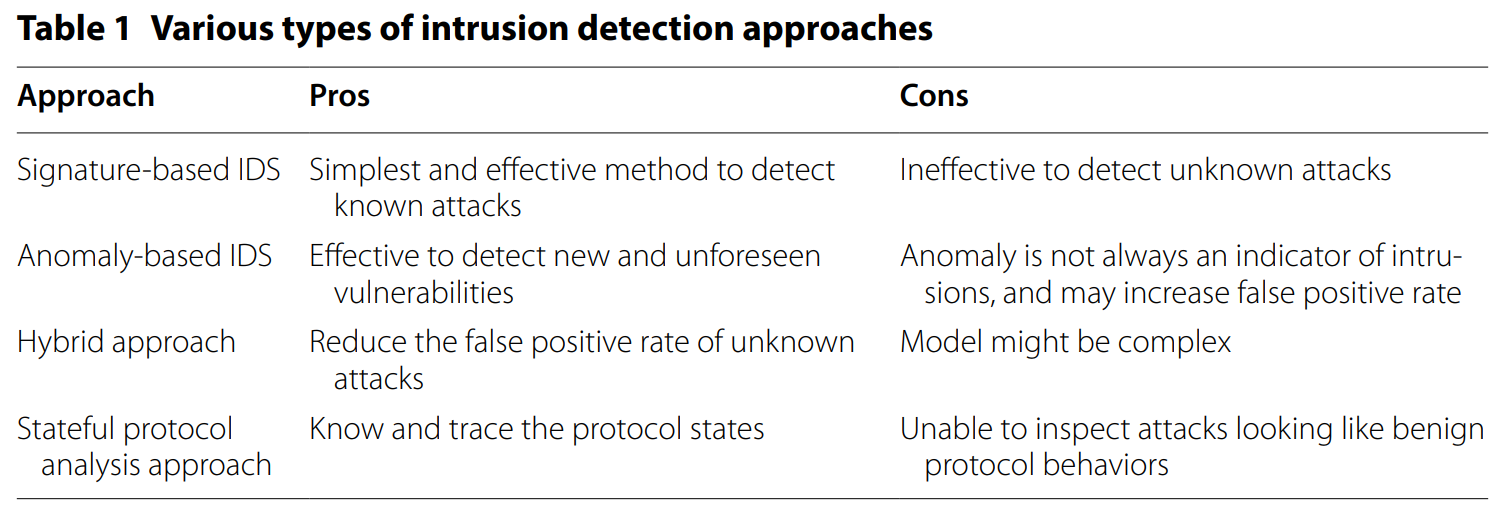 Table 1 Various types of intrusion detection approaches
Approach Pros Cons
Signature-based IDS Simplest and effective method to detect Ineffective to detect unknown attacks
known attacks
Anomaly-based IDS Effective to detect new and unforeseen Anomaly is not always an indicator of intru-
vulnerabilities sions, and may increase false positive rate
Hybrid approach Reduce the false positive rate of unknown Model might be complex
attacks
Stateful protocol Know and trace the protocol states Unable to inspect attacks looking like benign
analysis approach protocol behaviors